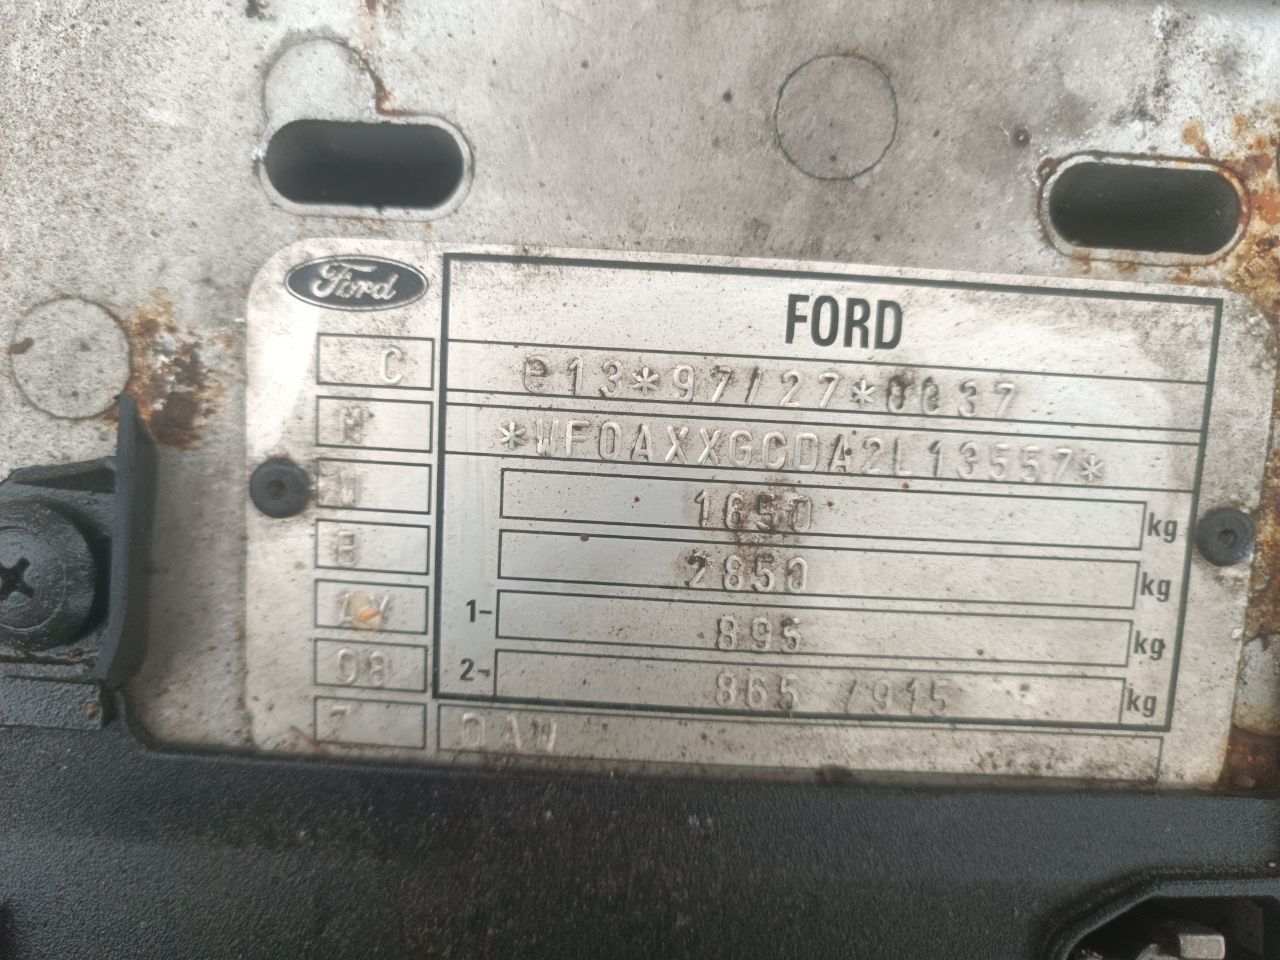 Ford
FORD
C e13*97/27*0037
*WF0AXXGCDA2L13557*
1650 kg
B 2850 kg
1- 895 kg
08 2- 865 /915 kg
7 DAW